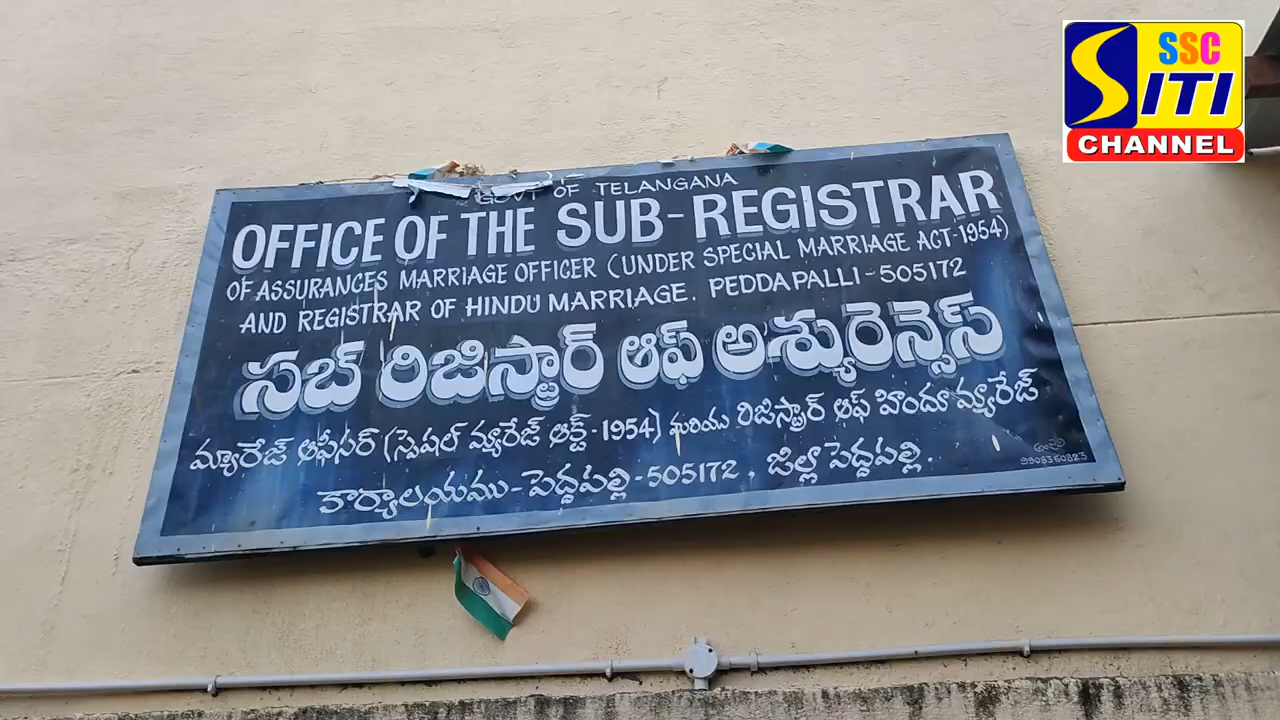 SSC
SITI
CHANNEL
GOVT OF TELANGANA
OFFICE OF THE SUB-REGISTRAR
OF ASSURANCES MARRIAGE OFFICER (UNDER SPECIAL MARRIAGE ACT-1954)
AND REGISTRAR OF HINDU MARRIAGE. PEDDAPALLI-505172
సబ్ రిజిస్ట్రార్ ఆఫ్ అశ్యురెన్సెస్
మ్యారేజ్ ఆఫీసర్ (స్పెషల్ మ్యారేజ్ ఆక్ట్-1954) మరియు రిజిస్ట్రార్ ఆఫ్ హిందూ మ్యారేజ్
కార్యాలయము-పెద్దపల్లి-505172. జిల్లా పెద్దపల్లి.